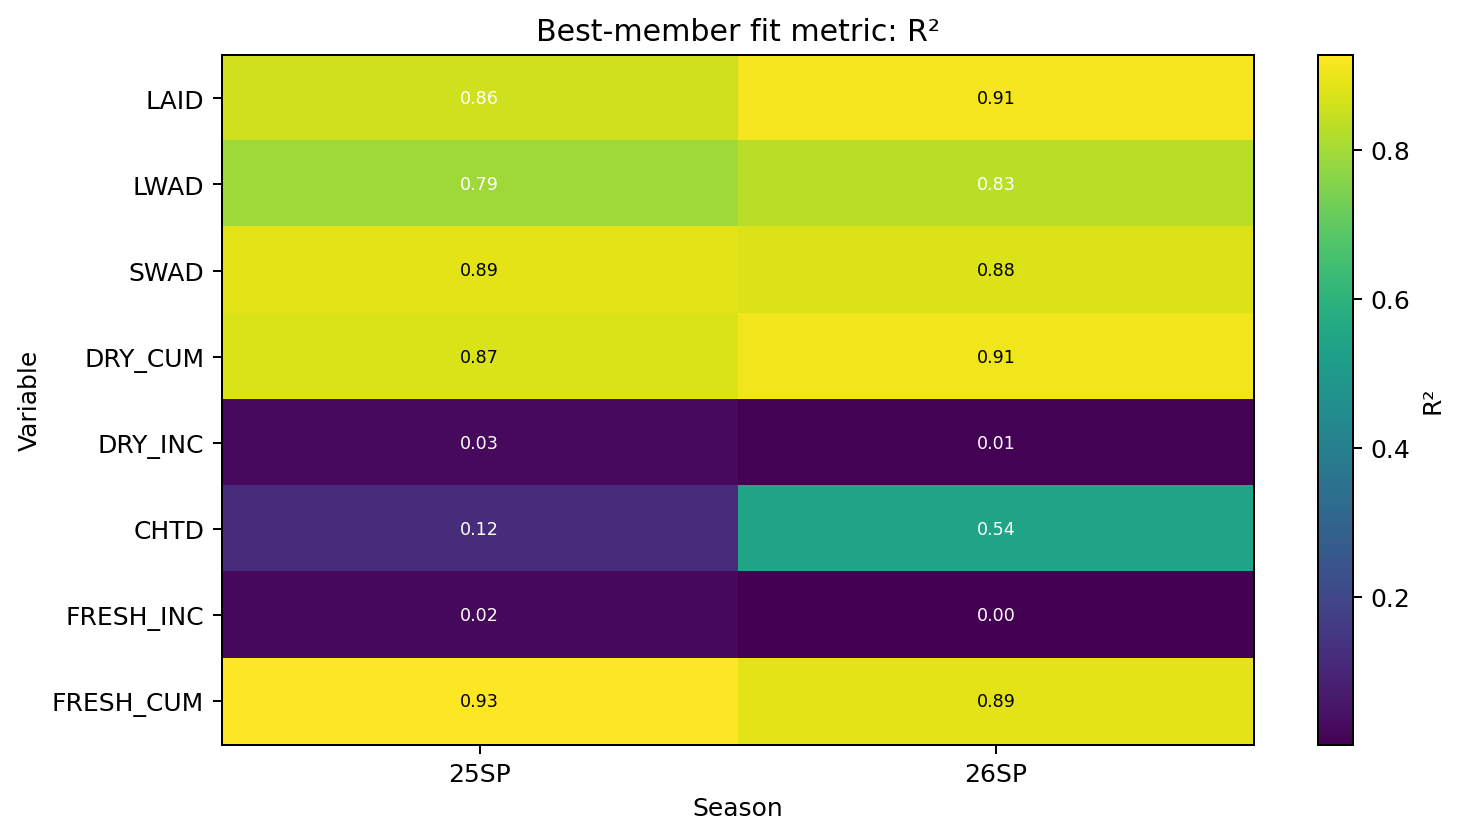 Best-member fit metric: R²
LAID 0.86 0.91
LWAD 0.79 0.83
SWAD 0.89 0.88
DRY_CUM 0.87 0.91
DRY_INC 0.03 0.01
CHTD 0.12 0.54
FRESH_INC 0.02 0.00
FRESH_CUM 0.93 0.89
25SP 26SP
Season
Variable
0.8
0.6
0.4
0.2
R²